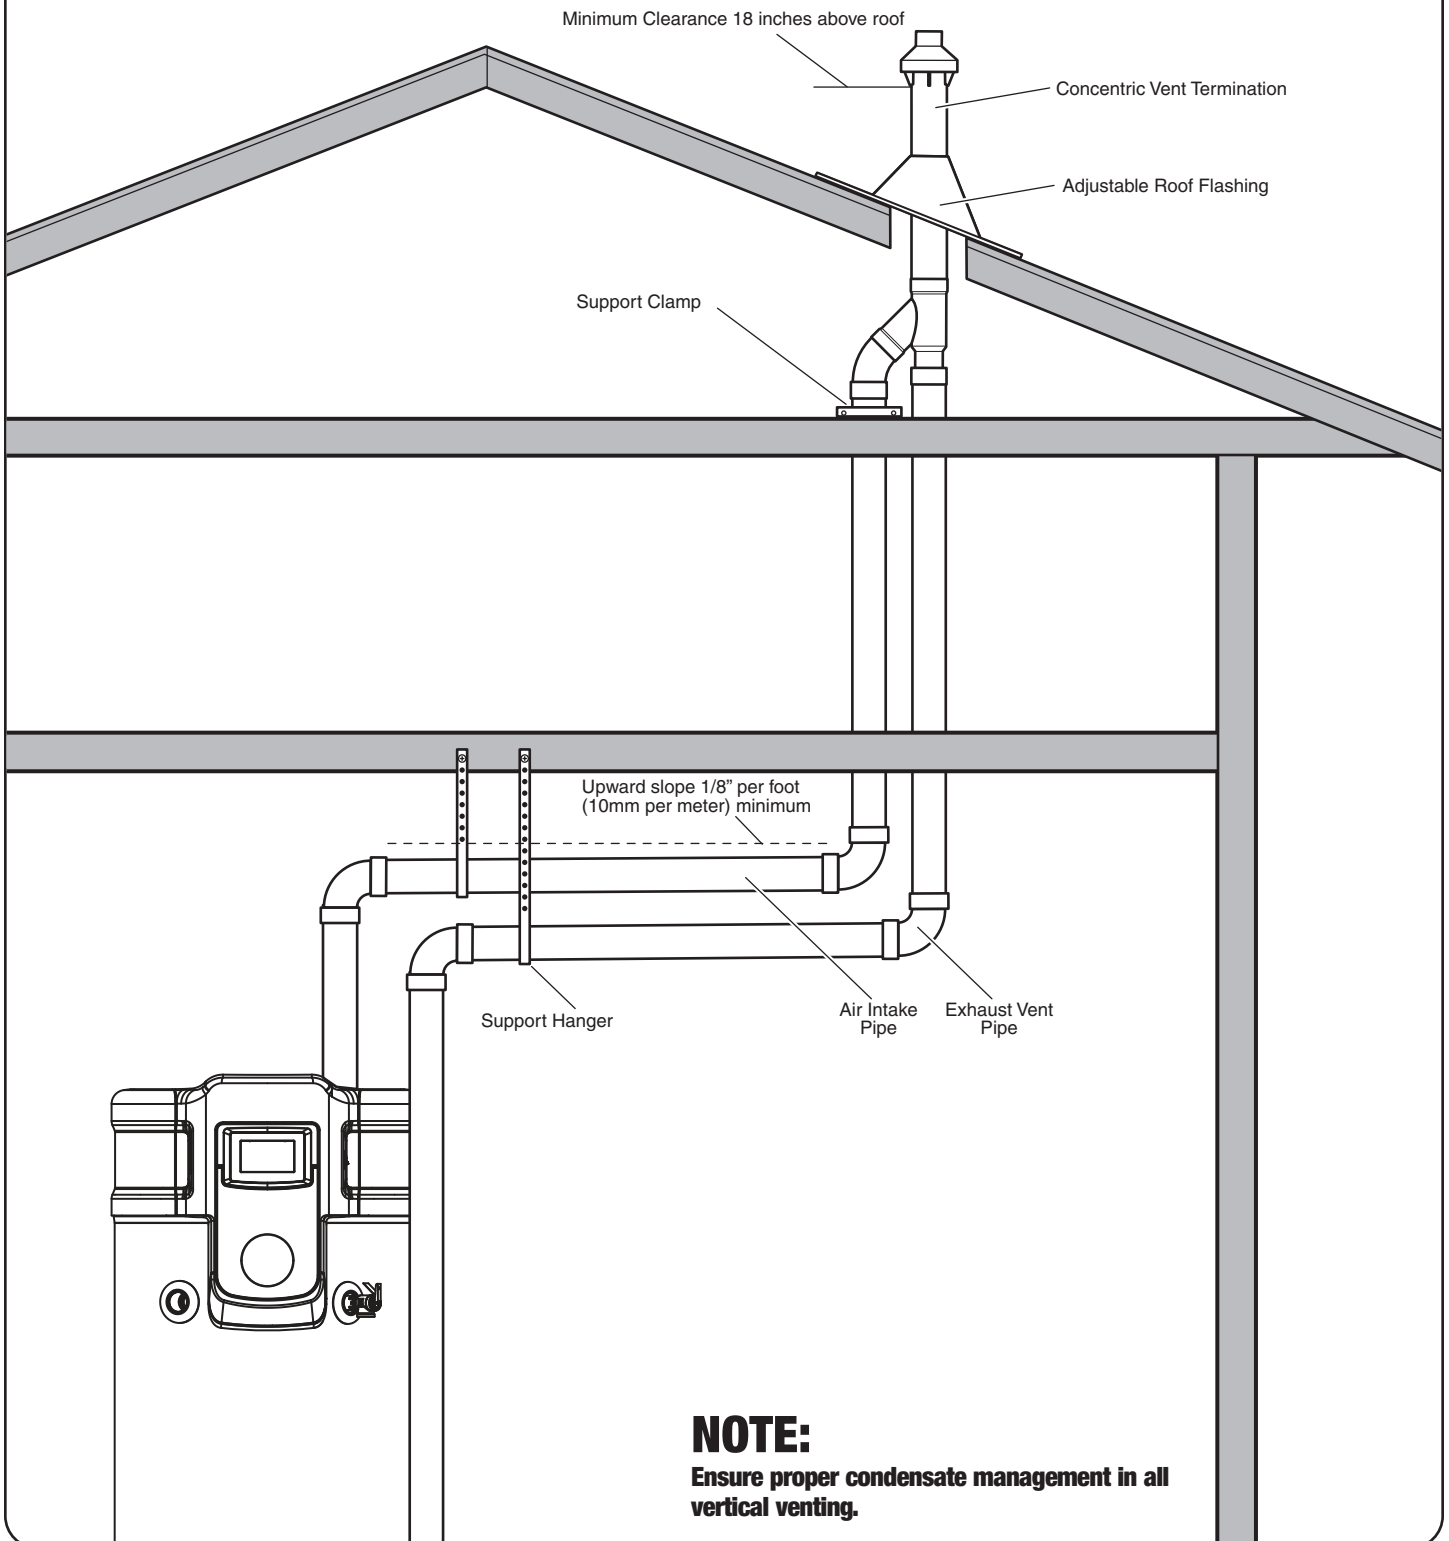 Minimum Clearance 18 inches above roof
Concentric Vent Termination
Adjustable Roof Flashing
Support Clamp
Upward slope 1/8” per foot
(10mm per meter) minimum
Support Hanger
Air Intake
Pipe
Exhaust Vent
Pipe
NOTE:
Ensure proper condensate management in all
vertical venting.